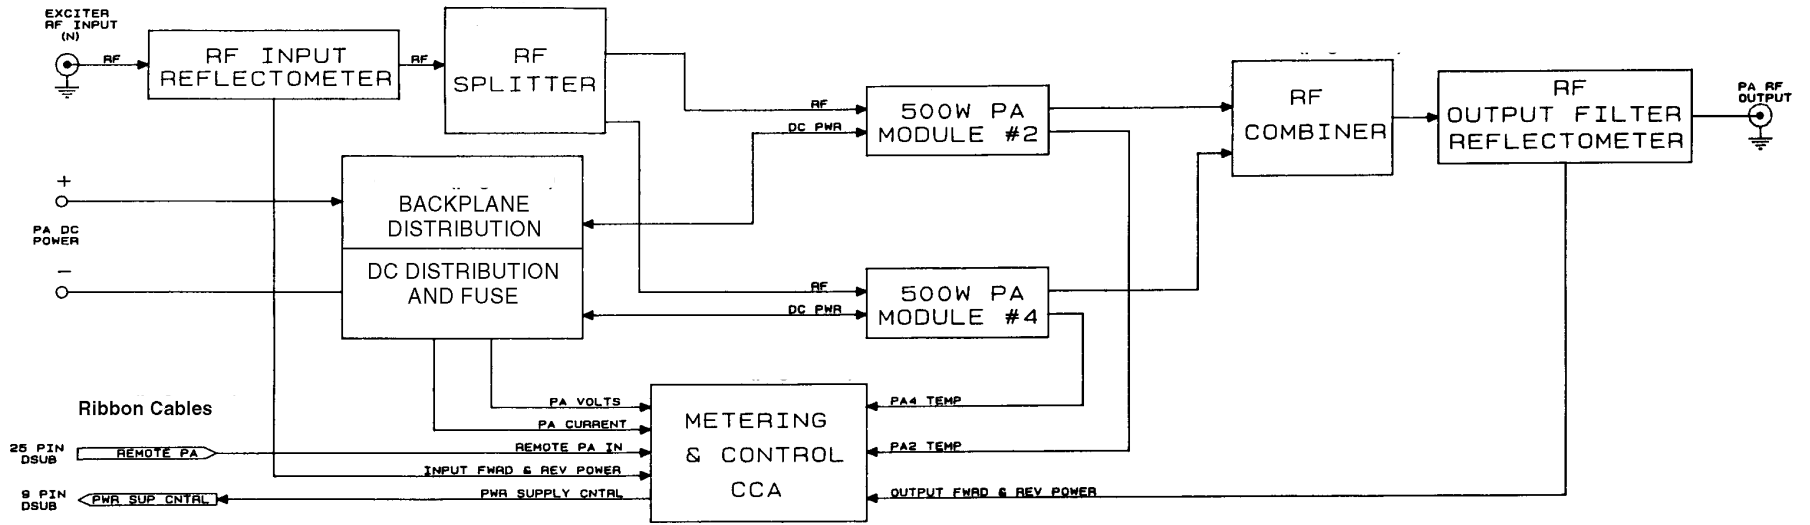 EXCITER
RF INPUT
(N)
RF
RF INPUT
REFLECTOMETER
RF
RF
SPLITTER
RF
DC PWR
500W PA
MODULE #2
RF
COMBINER
RF
OUTPUT FILTER
REFLECTOMETER
PA RF
OUTPUT
+
PA DC
POWER
−
BACKPLANE
DISTRIBUTION
DC DISTRIBUTION
AND FUSE
RF
DC PWR
500W PA
MODULE #4
Ribbon Cables
25 PIN
DSUB
REMOTE PA
9 PIN
DSUB
PWR SUP CNTRL
PA VOLTS
PA CURRENT
REMOTE PA IN
INPUT FWRD & REV POWER
PWR SUPPLY CNTRL
METERING
& CONTROL
CCA
PA4 TEMP
PA2 TEMP
OUTPUT FWRD & REV POWER